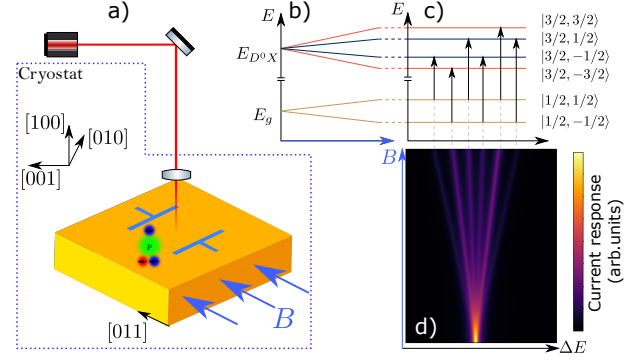 a)
Cryostat
[100]
[010]
[001]
P
[011]
B
b)
E
E_{D^0X}
E_g
B
c)
E
|3/2, 3/2⟩
|3/2, 1/2⟩
|3/2, −1/2⟩
|3/2, −3/2⟩
|1/2, 1/2⟩
|1/2, −1/2⟩
d)
ΔE
Current response
(arb.units)